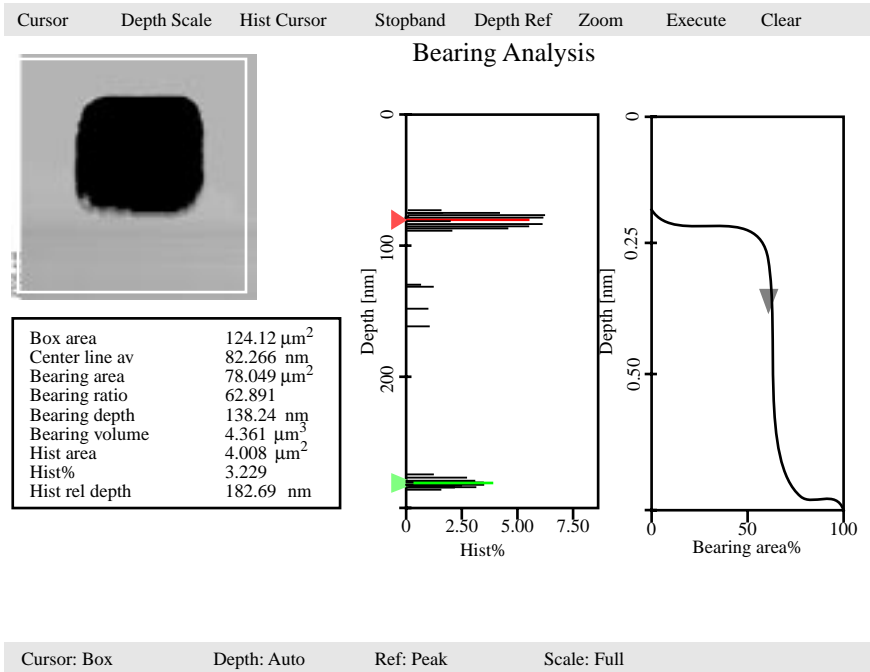 Cursor Depth Scale Hist Cursor Stopband Depth Ref Zoom Execute Clear
Bearing Analysis
Box area 124.12 μm²
Center line av 82.266 nm
Bearing area 78.049 μm²
Bearing ratio 62.891
Bearing depth 138.24 nm
Bearing volume 4.361 μm³
Hist area 4.008 μm²
Hist% 3.229
Hist rel depth 182.69 nm
0
100
200
Depth [nm]
0 2.50 5.00 7.50
Hist%
0
0.25
0.50
Depth [nm]
0 50 100
Bearing area%
Cursor: Box Depth: Auto Ref: Peak Scale: Full